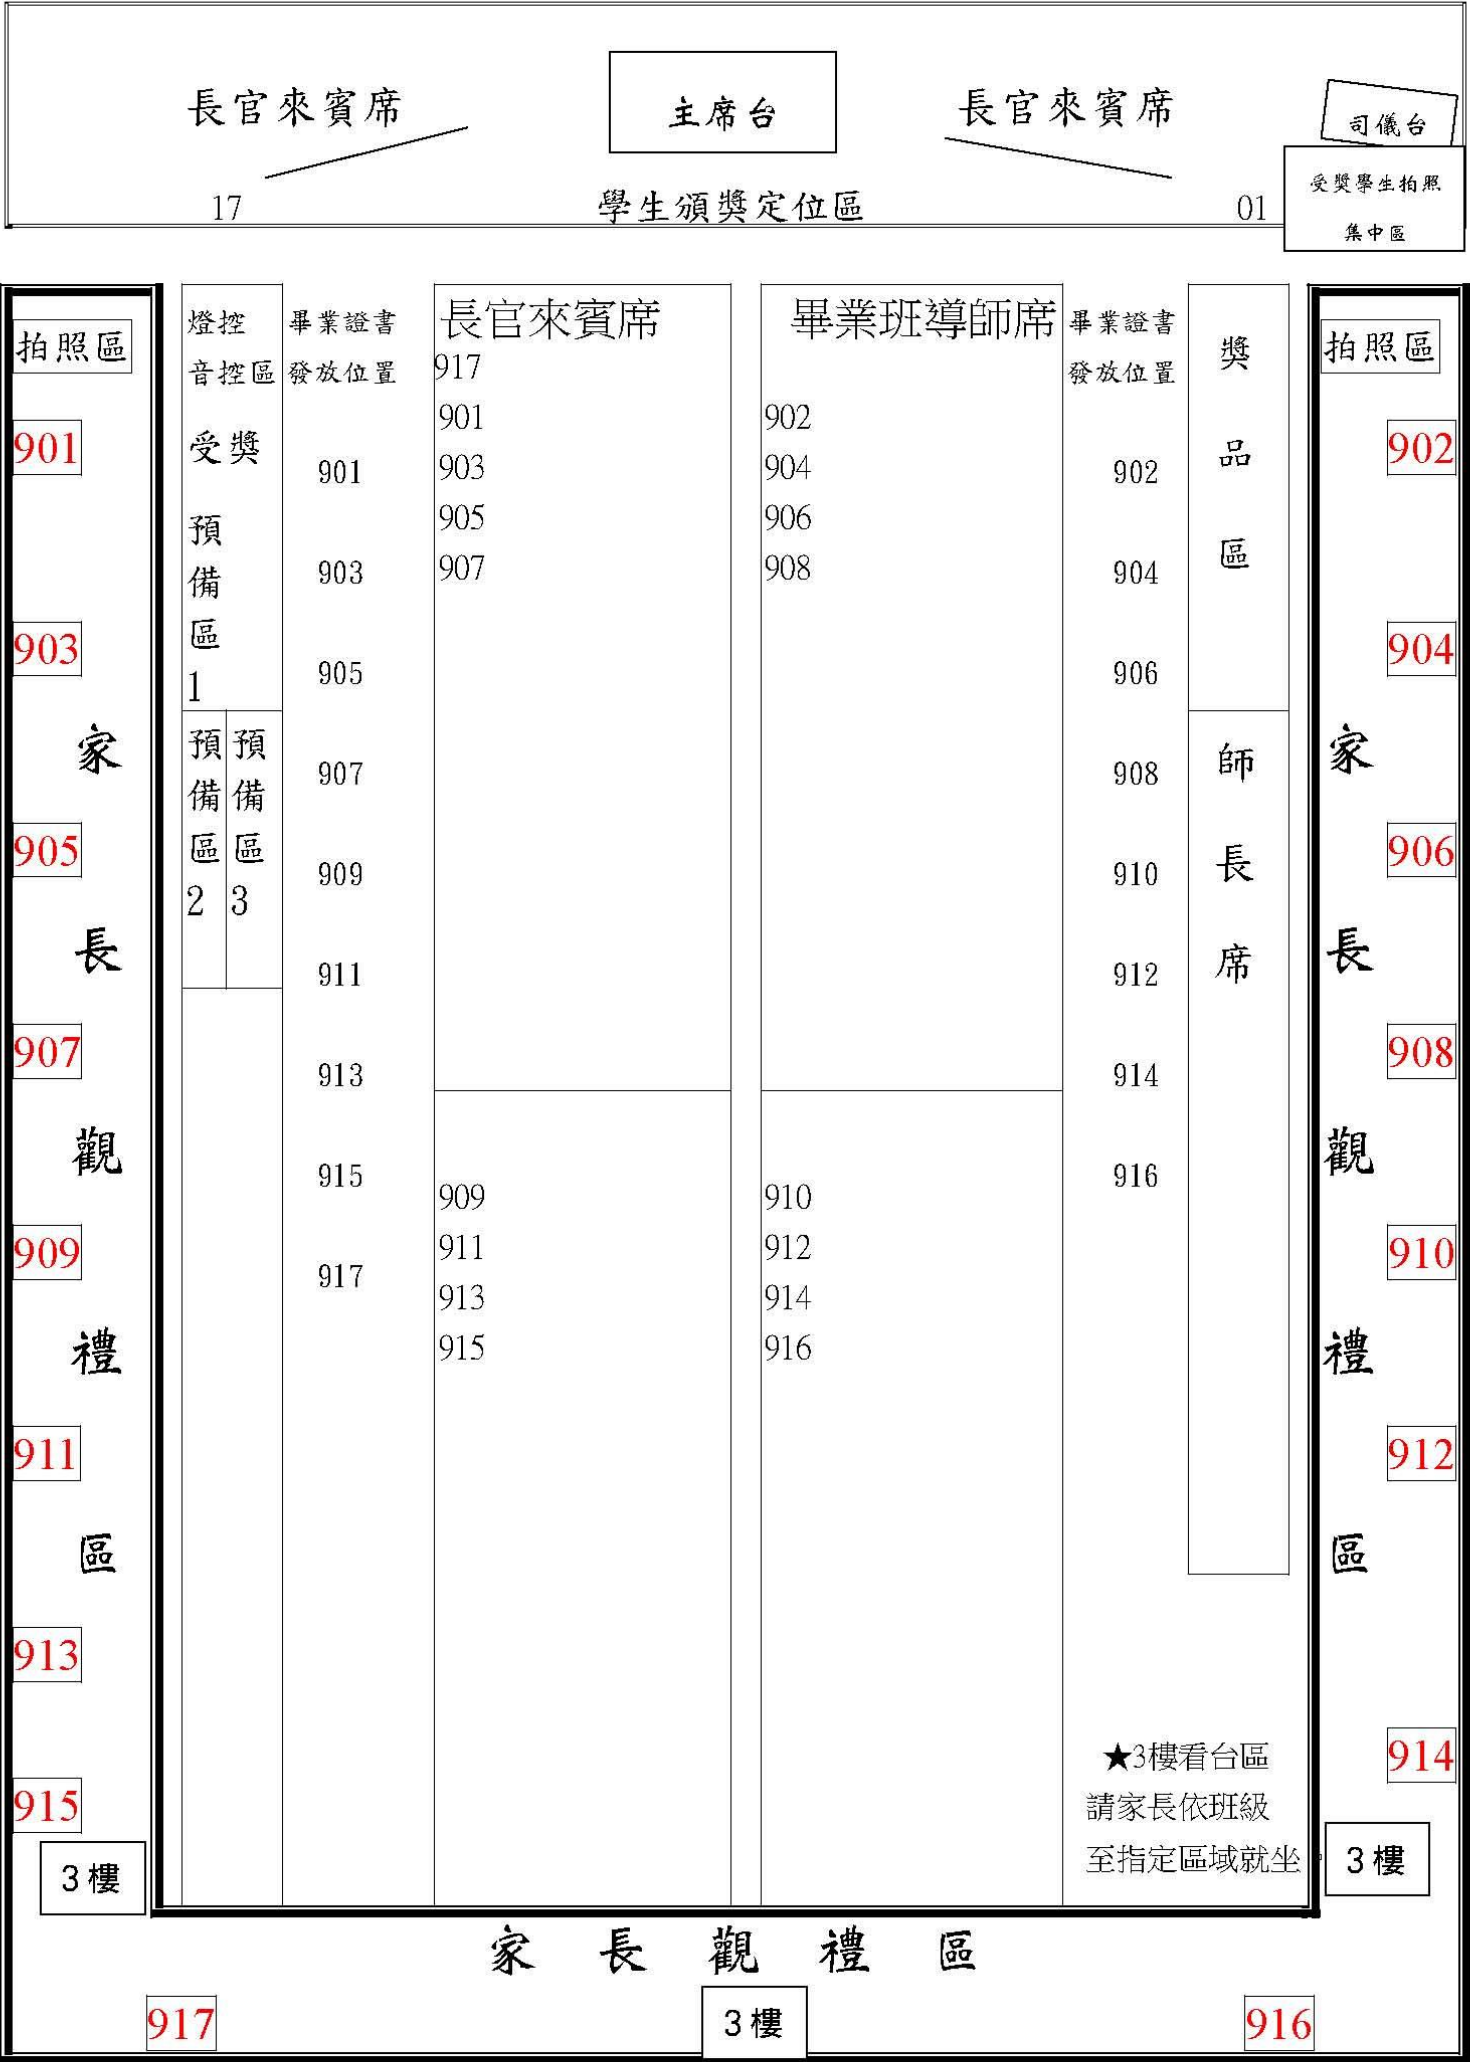 長官來賓席
主席台
長官來賓席
司儀台
受獎學生拍照
集中區
17
學生頒獎定位區
01
拍照區
901
903
家
905
長
907
觀
909
禮
911
區
913
915
3樓
燈控
音控區
受獎
預
備
區
1
預
備
區
2
預
備
區
3
畢業證書
發放位置
901
903
905
907
909
911
913
915
917
長官來賓席
917
901
903
905
907
909
911
913
915
畢業班導師席
902
904
906
908
910
912
914
916
畢業證書
發放位置
902
904
906
908
910
912
914
916
獎
品
區
師
長
席
★3樓看台區
請家長依班級
至指定區域就坐
拍照區
902
904
家
906
長
908
觀
910
禮
912
區
914
3樓
家長觀禮區
917
3樓
916